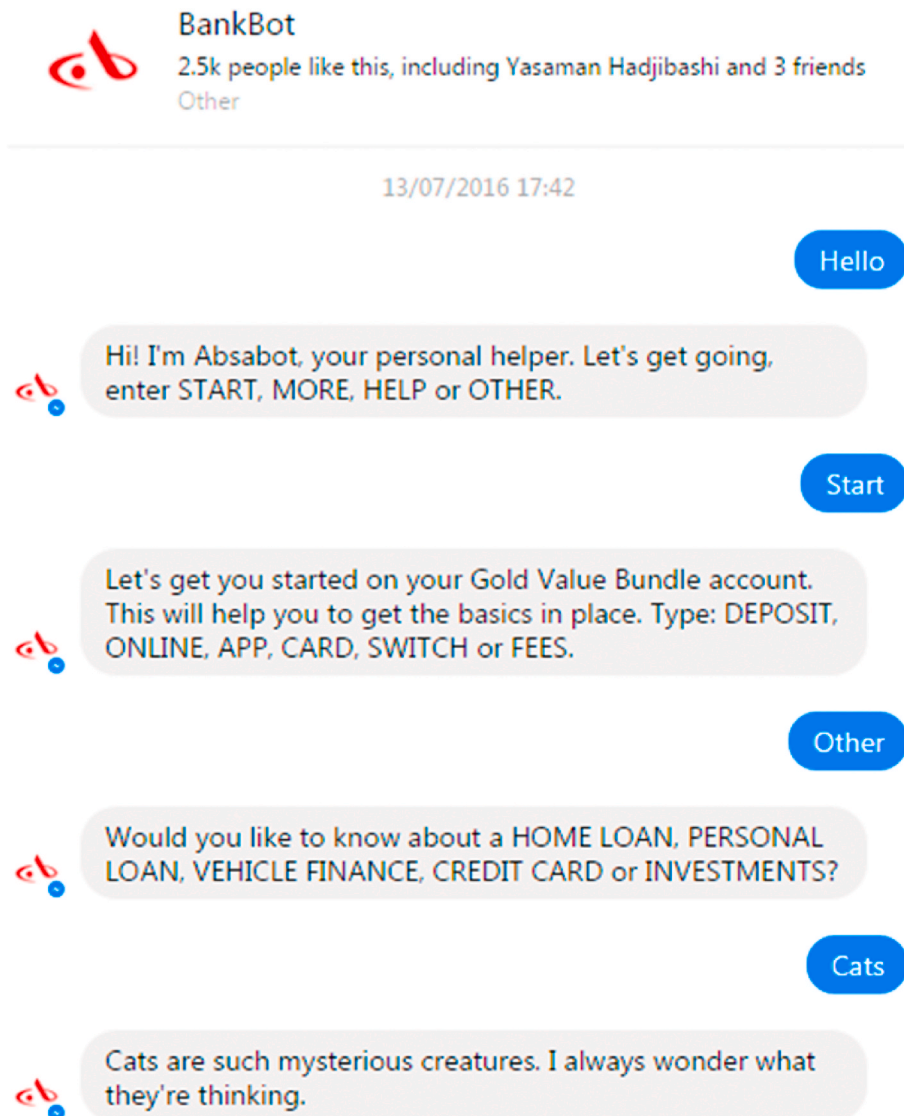 BankBot
2.5k people like this, including Yasaman Hadjibashi and 3 friends
Other
13/07/2016 17:42
Hello
Hi! I'm Absabot, your personal helper. Let's get going,
enter START, MORE, HELP or OTHER.
Start
Let's get you started on your Gold Value Bundle account.
This will help you to get the basics in place. Type: DEPOSIT,
ONLINE, APP, CARD, SWITCH or FEES.
Other
Would you like to know about a HOME LOAN, PERSONAL
LOAN, VEHICLE FINANCE, CREDIT CARD or INVESTMENTS?
Cats
Cats are such mysterious creatures. I always wonder what
they're thinking.